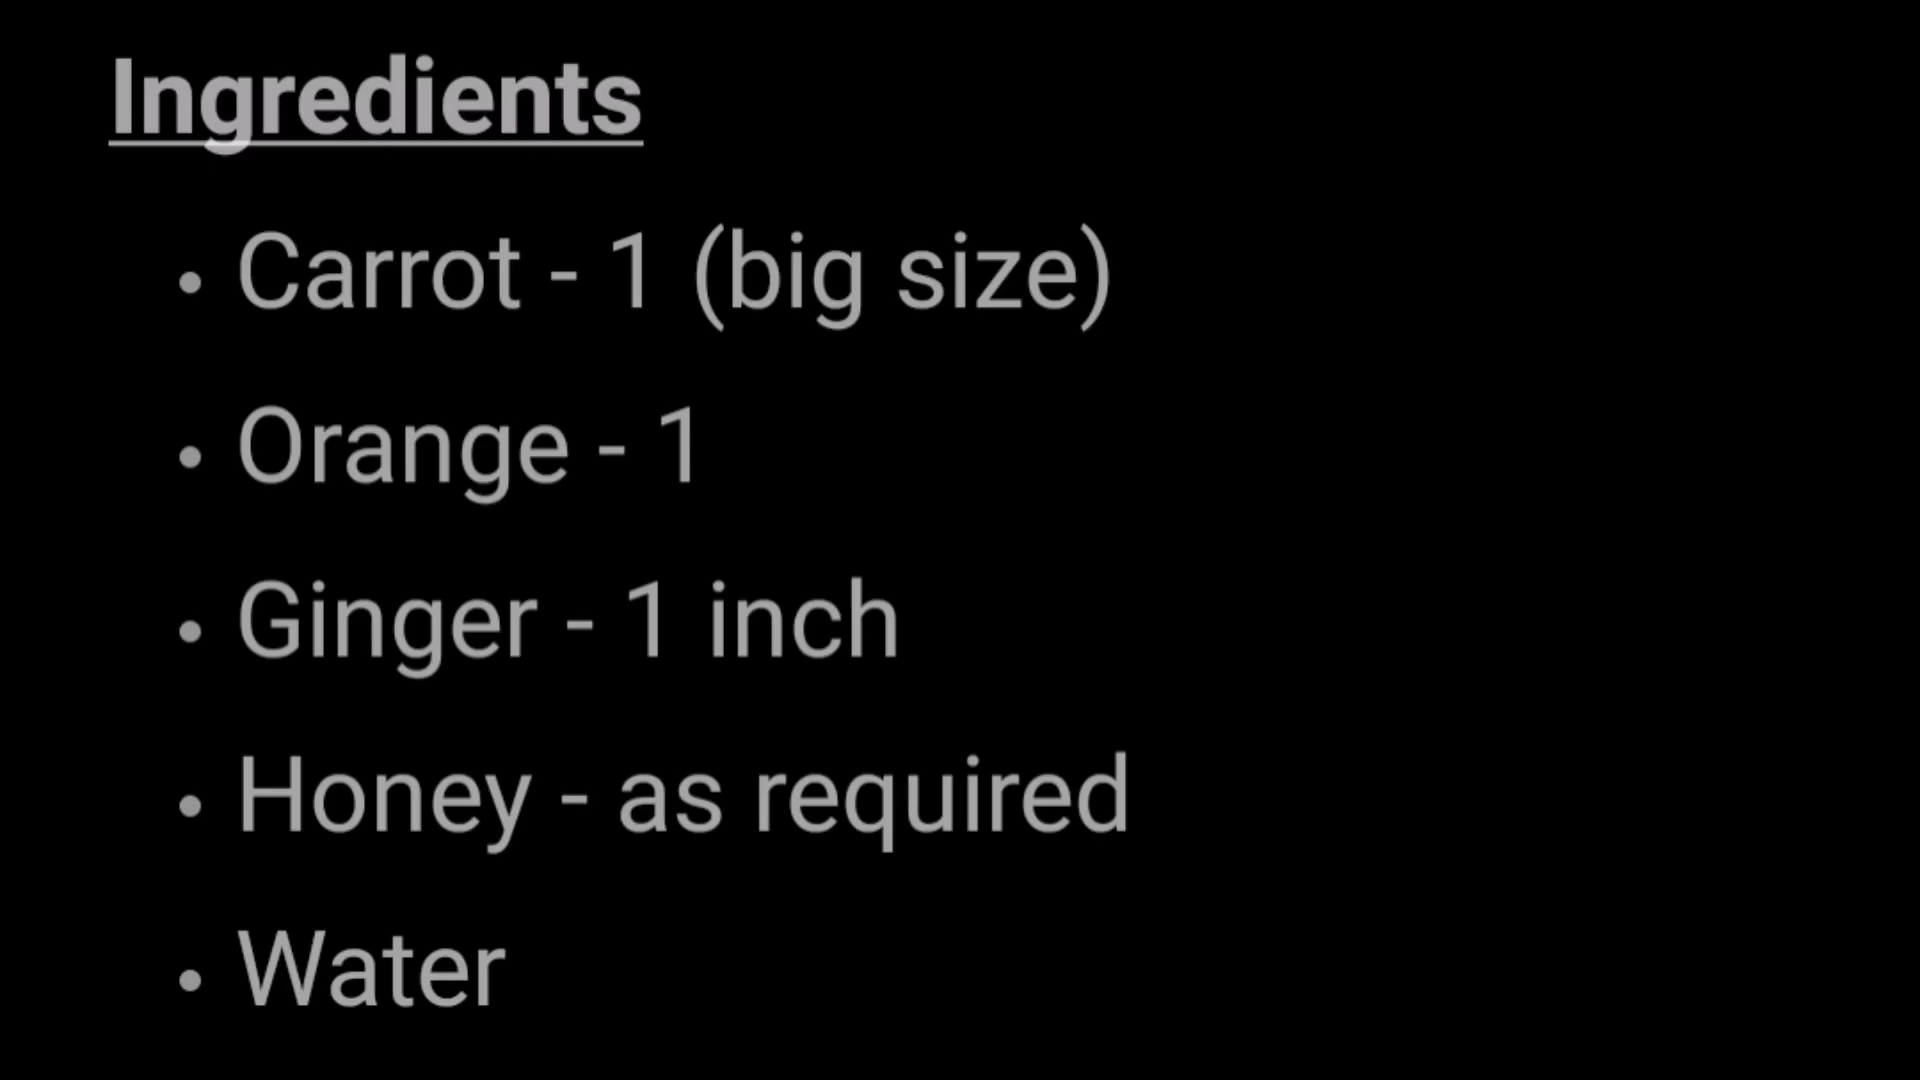 Ingredients
• Carrot - 1 (big size)
• Orange - 1
• Ginger - 1 inch
• Honey - as required
• Water